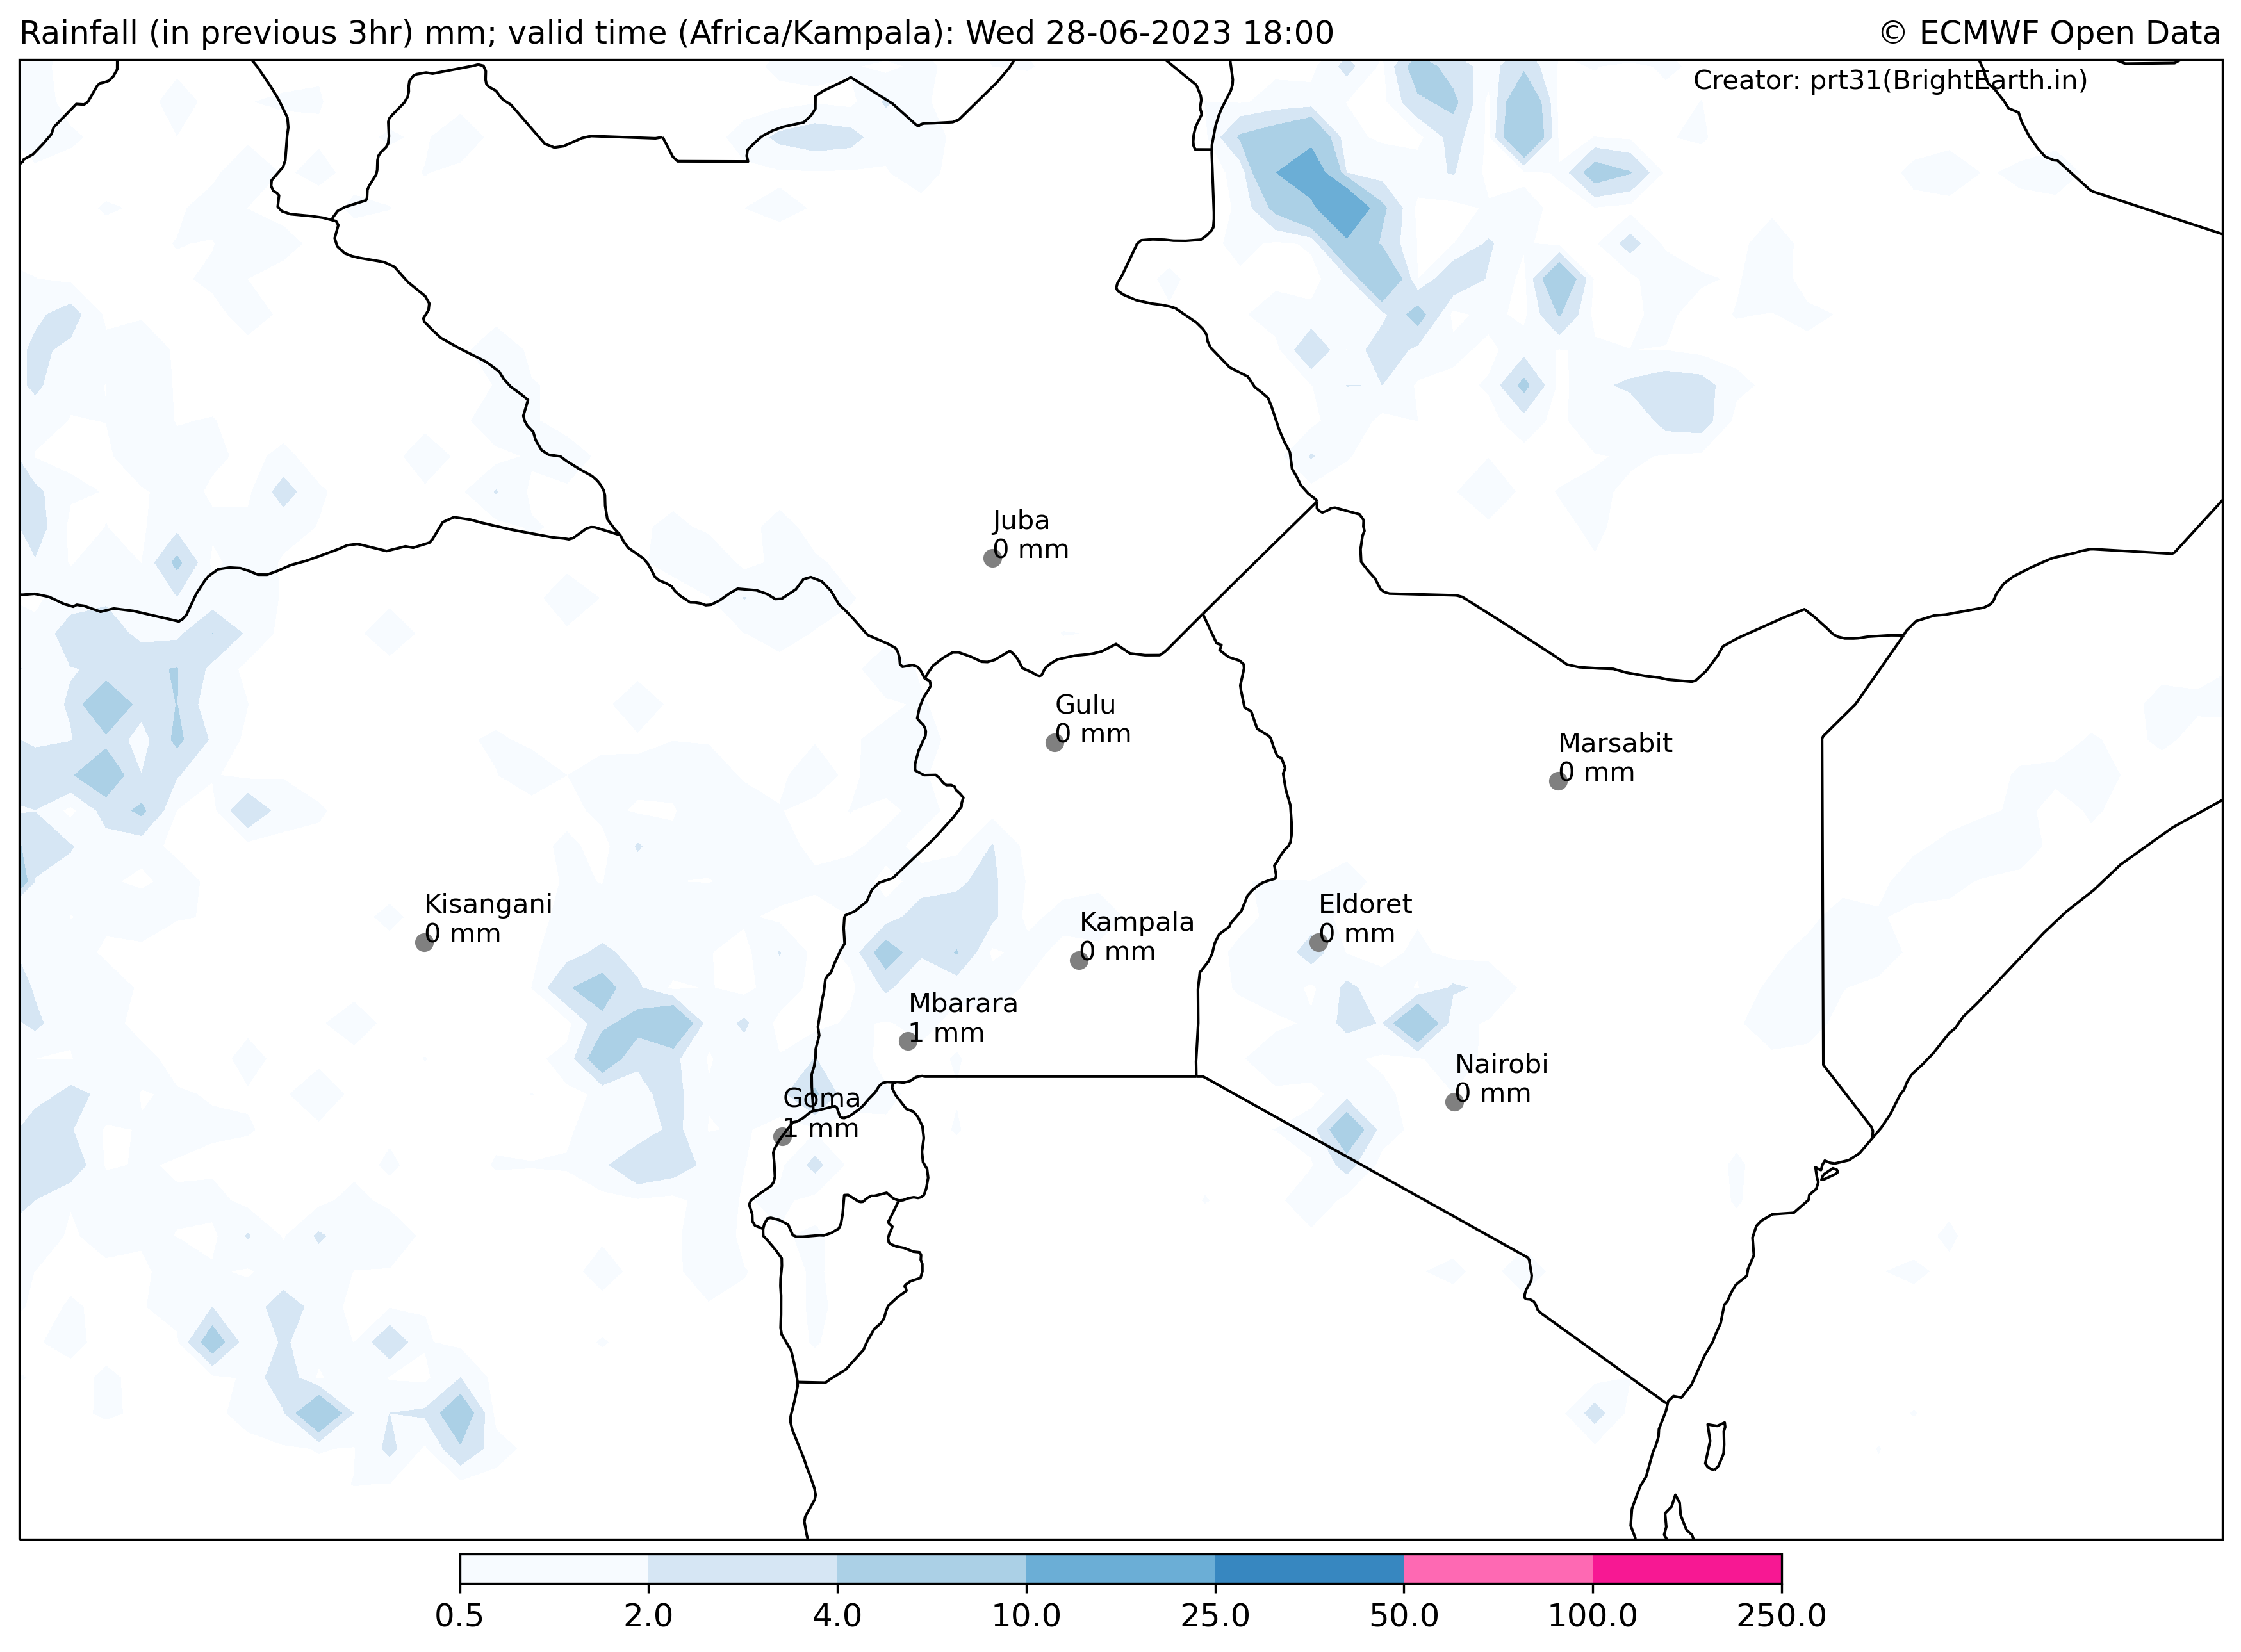 Rainfall (in previous 3hr) mm; valid time (Africa/Kampala): Wed 28-06-2023 18:00
© ECMWF Open Data
Creator: prt31(BrightEarth.in)
Juba
0 mm
Gulu
0 mm
Marsabit
0 mm
Kisangani
0 mm
Kampala
0 mm
Eldoret
0 mm
Mbarara
1 mm
Nairobi
0 mm
Goma
1 mm
0.5 2.0 4.0 10.0 25.0 50.0 100.0 250.0